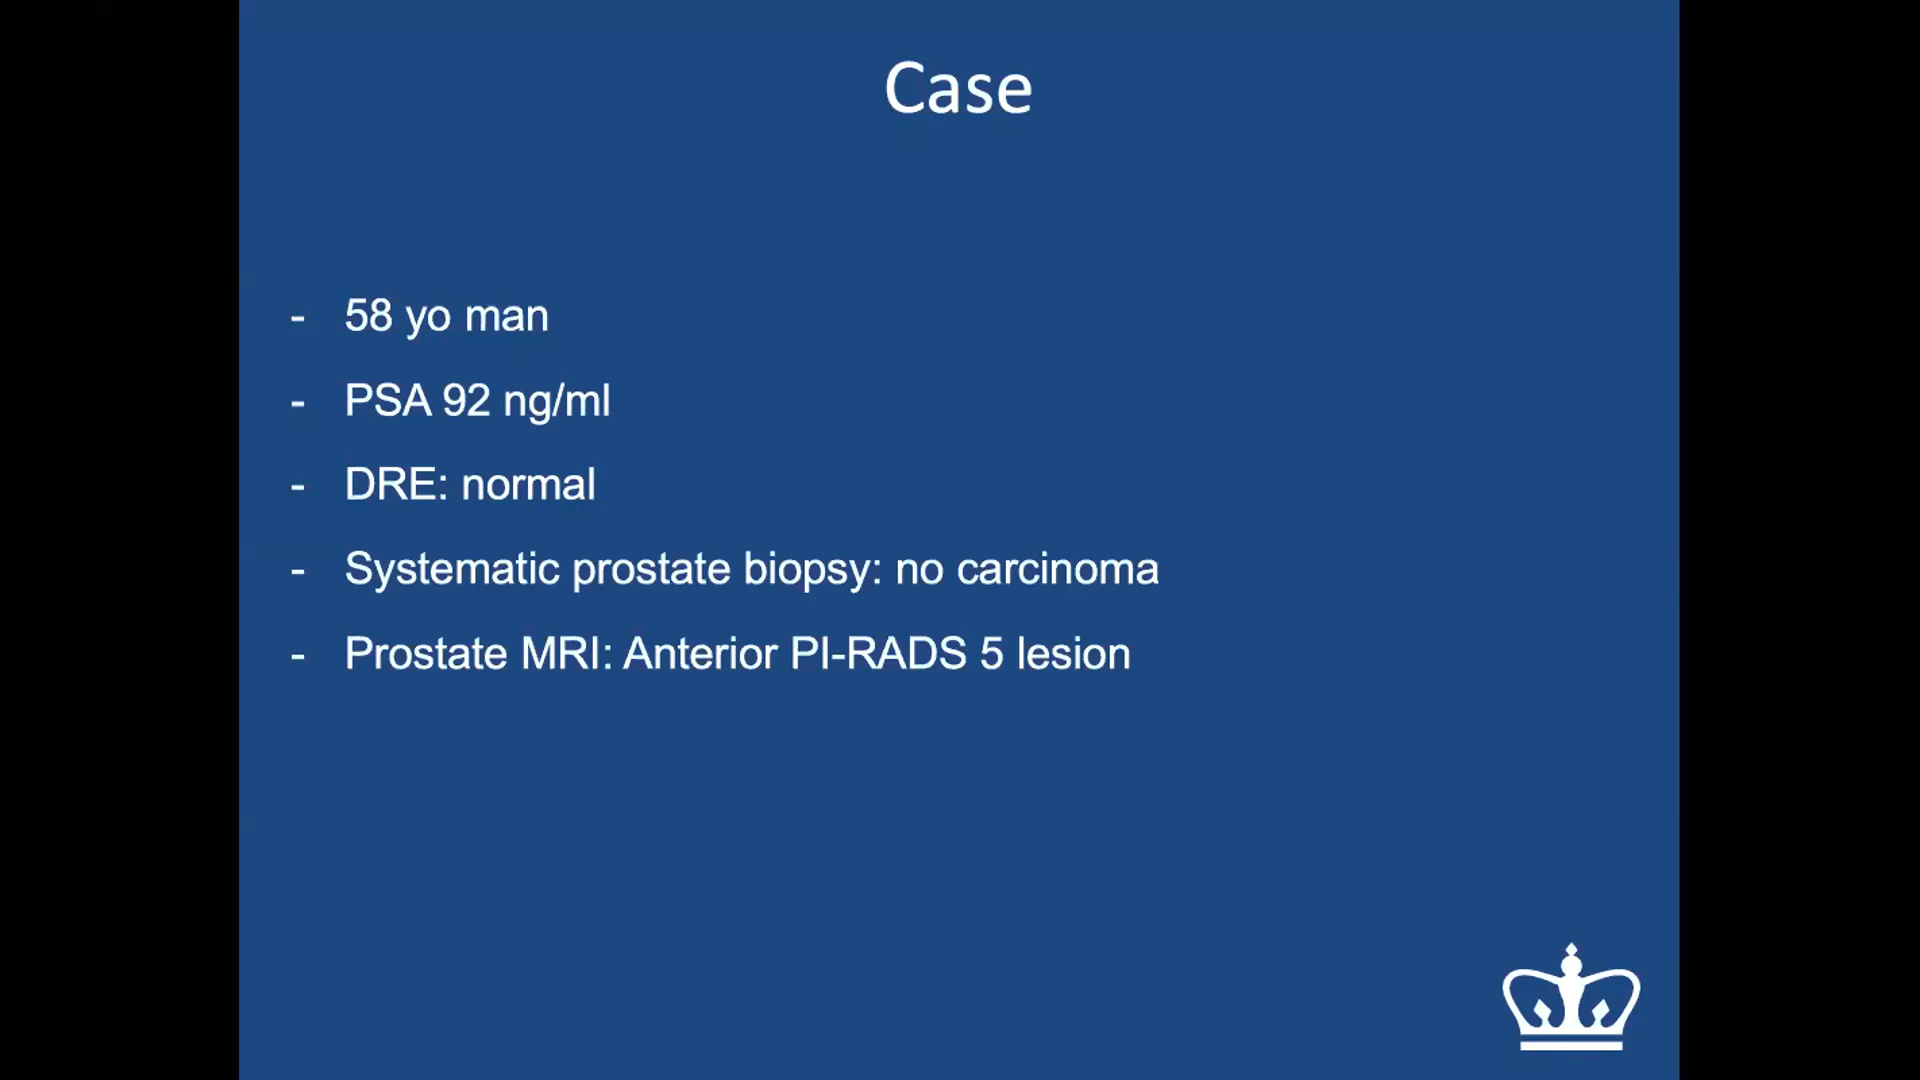 Case
- 58 yo man
- PSA 92 ng/ml
- DRE: normal
- Systematic prostate biopsy: no carcinoma
- Prostate MRI: Anterior PI-RADS 5 lesion